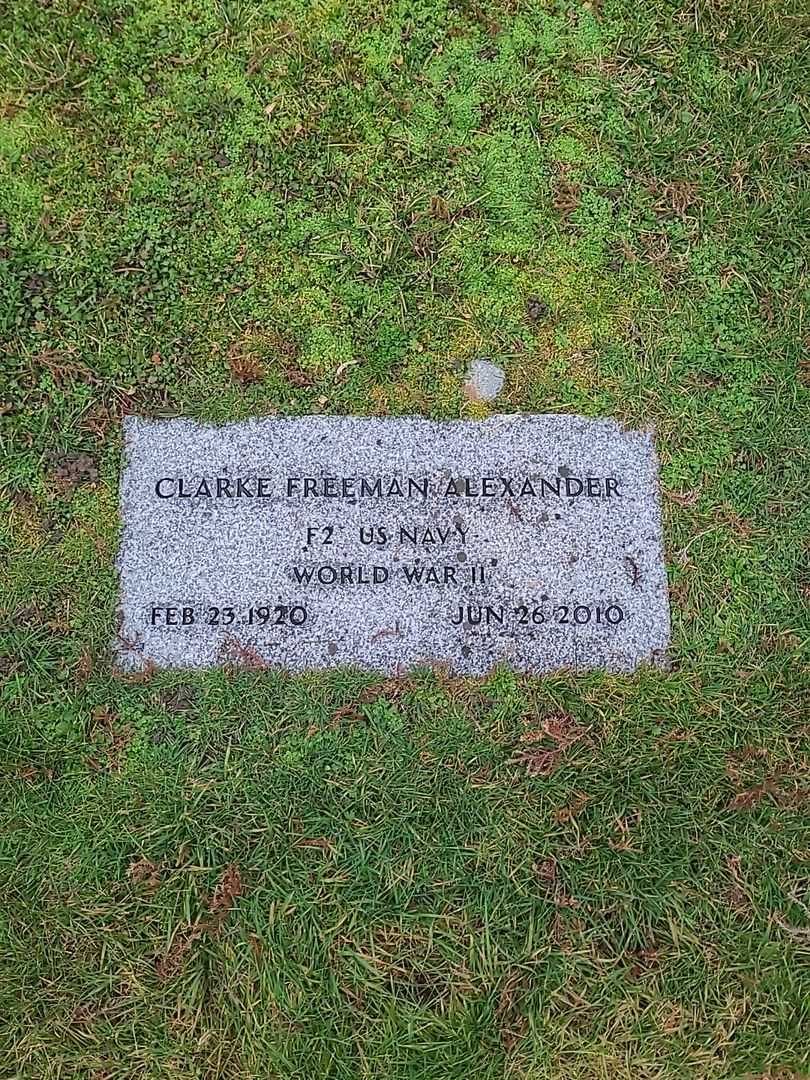 CLARKE FREEMAN ALEXANDER
F2 US NAVY
WORLD WAR II
FEB 23 1920 JUN 26 2010